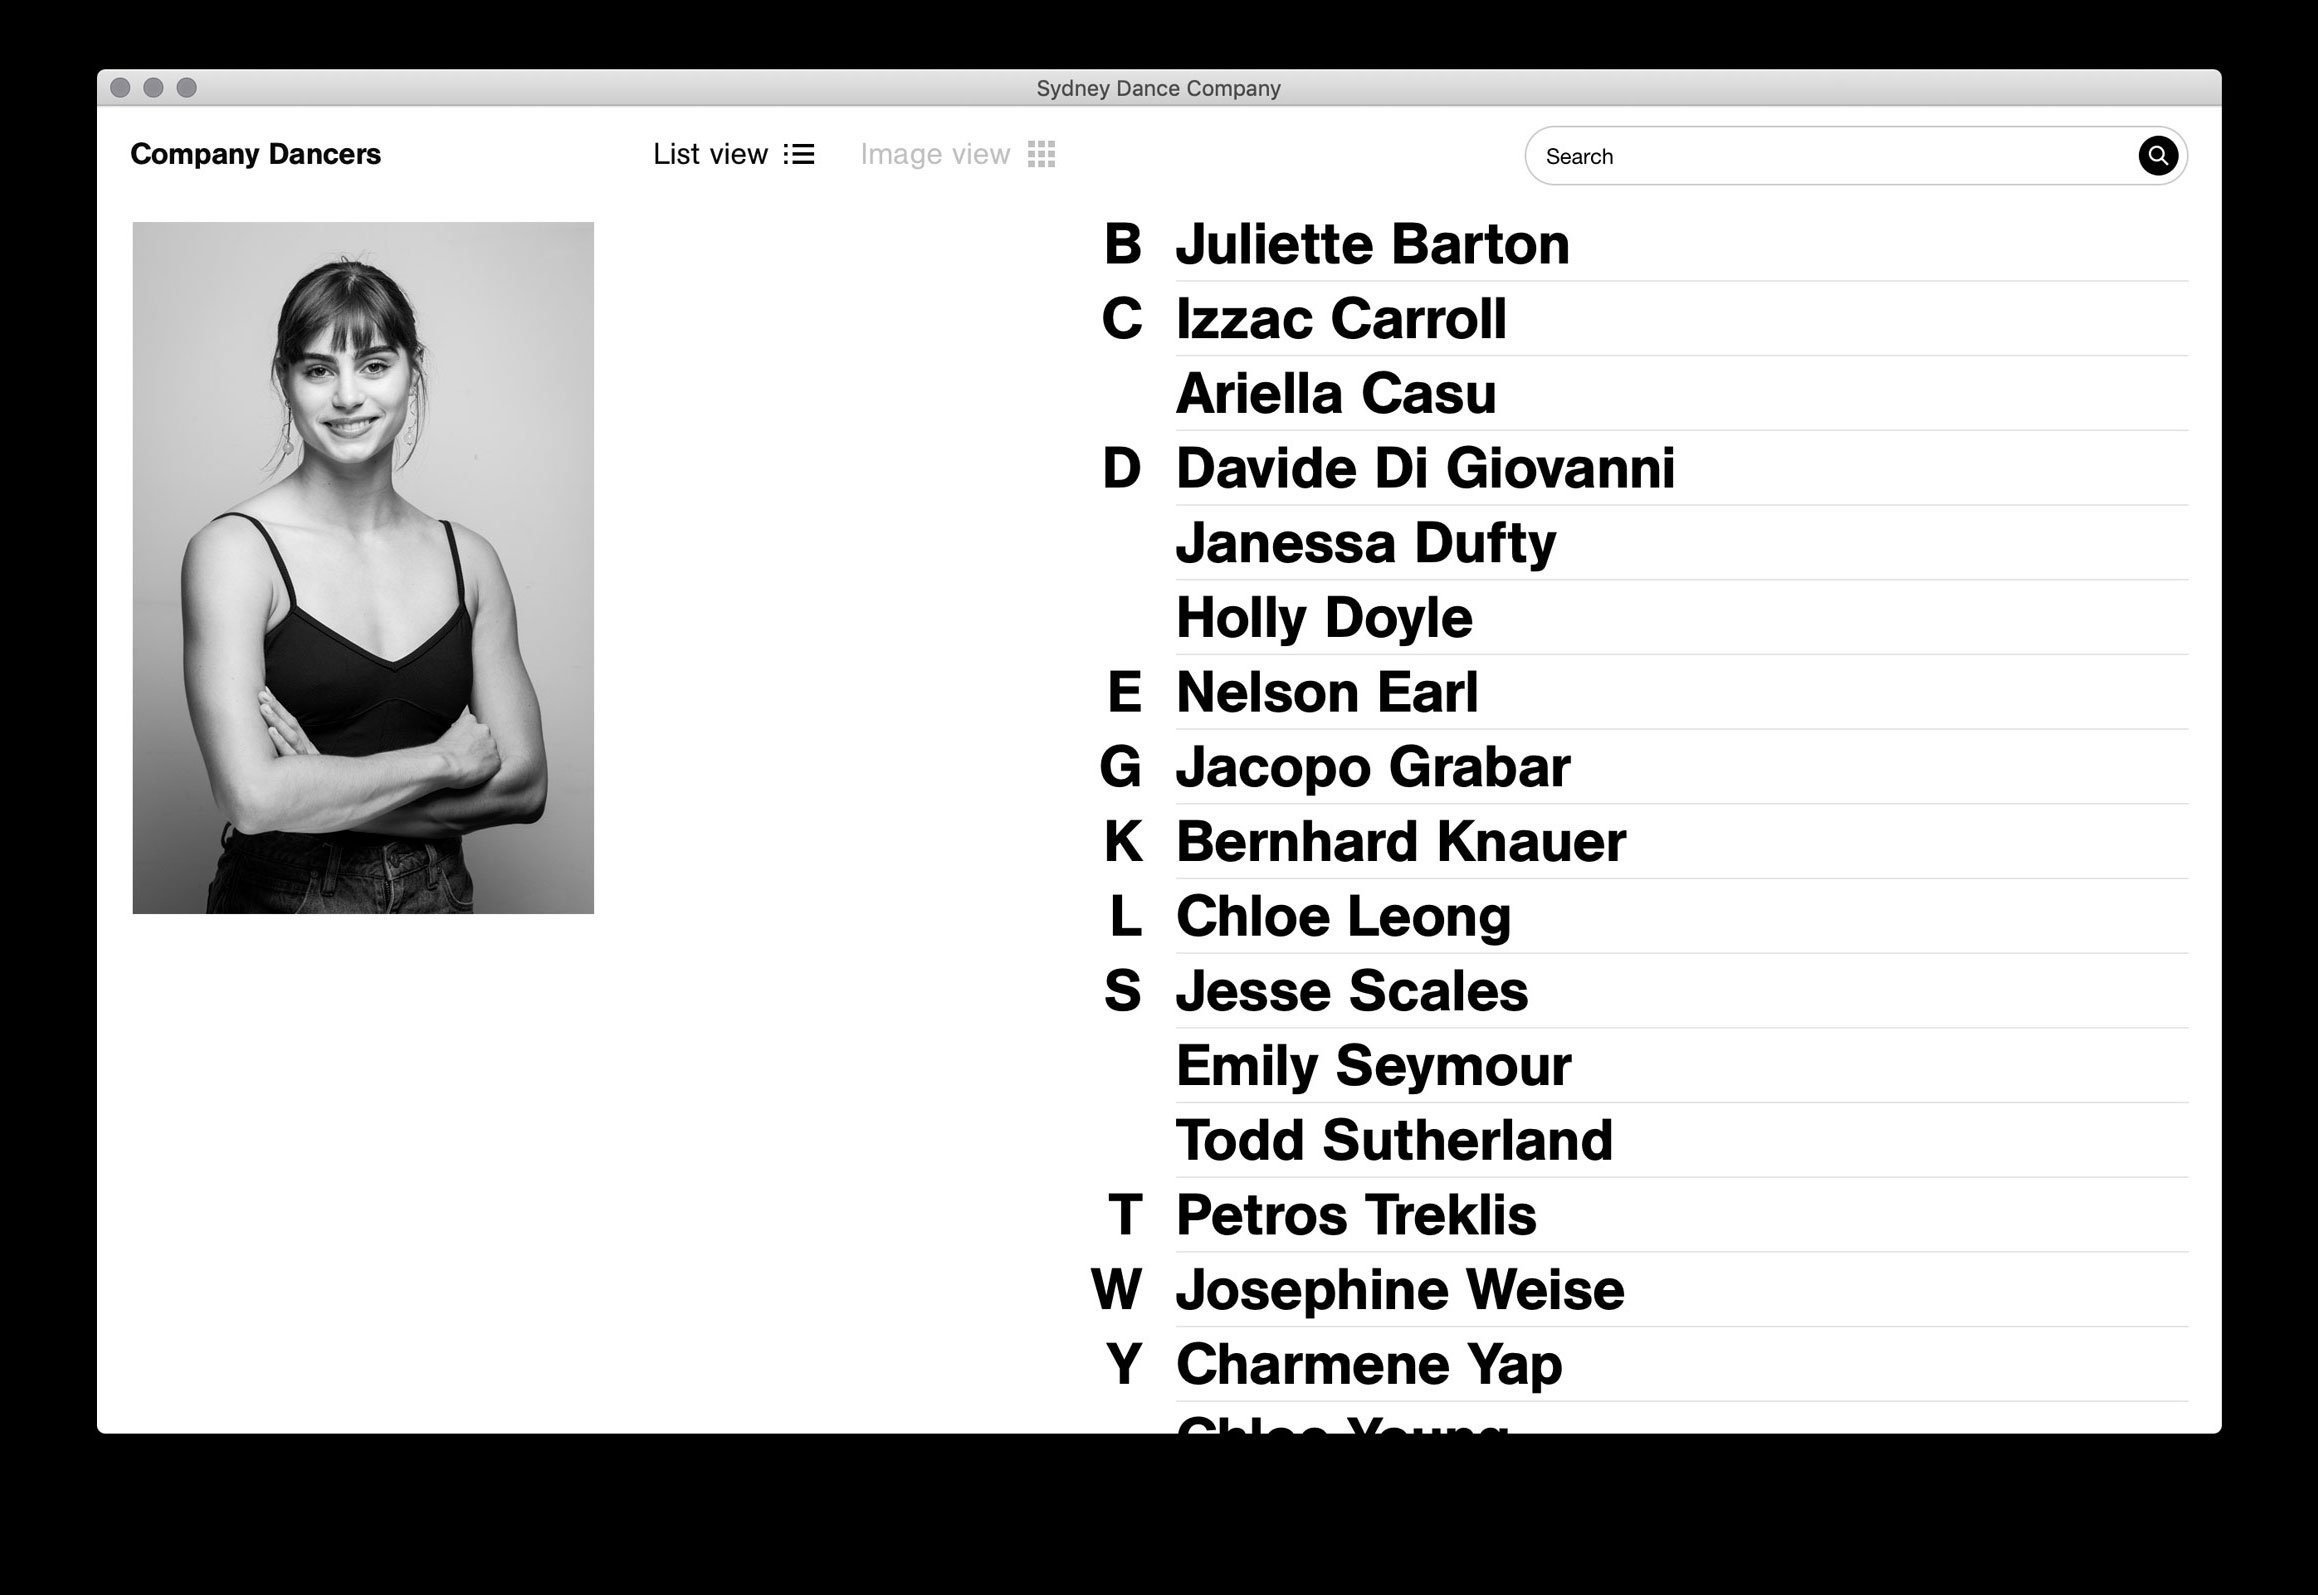 Sydney Dance Company
Company Dancers
List view
Image view
Search
B Juliette Barton
C Izzac Carroll
Ariella Casu
D Davide Di Giovanni
Janessa Dufty
Holly Doyle
E Nelson Earl
G Jacopo Grabar
K Bernhard Knauer
L Chloe Leong
S Jesse Scales
Emily Seymour
Todd Sutherland
T Petros Treklis
W Josephine Weise
Y Charmene Yap
Chloe Young